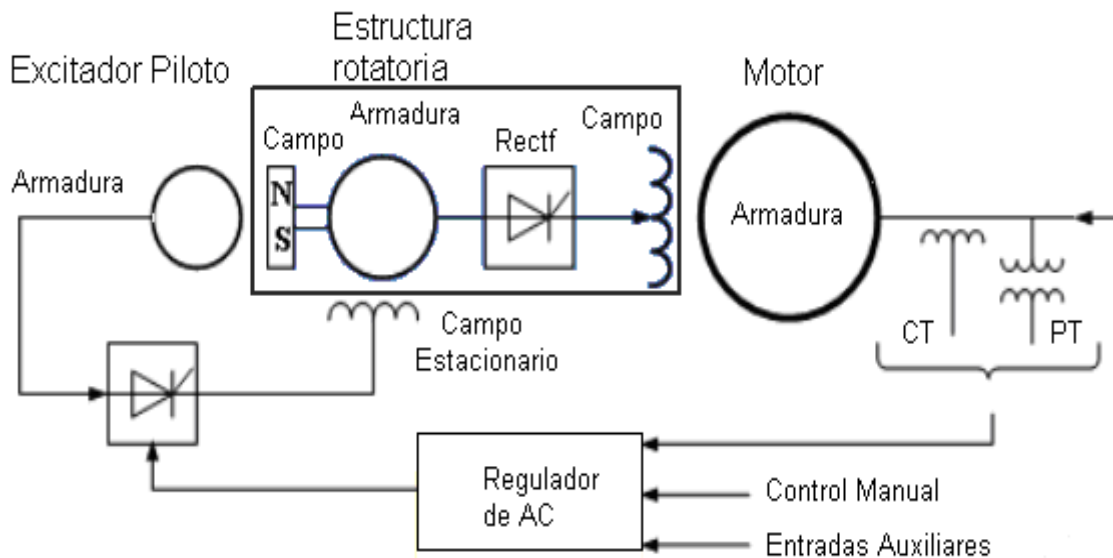 Estructura
rotatoria
Excitador Piloto
Motor
Armadura
Campo
Rectf
Campo
Armadura
N
S
Armadura
Campo
Estacionario
CT
PT
Regulador
de AC
Control Manual
Entradas Auxiliares